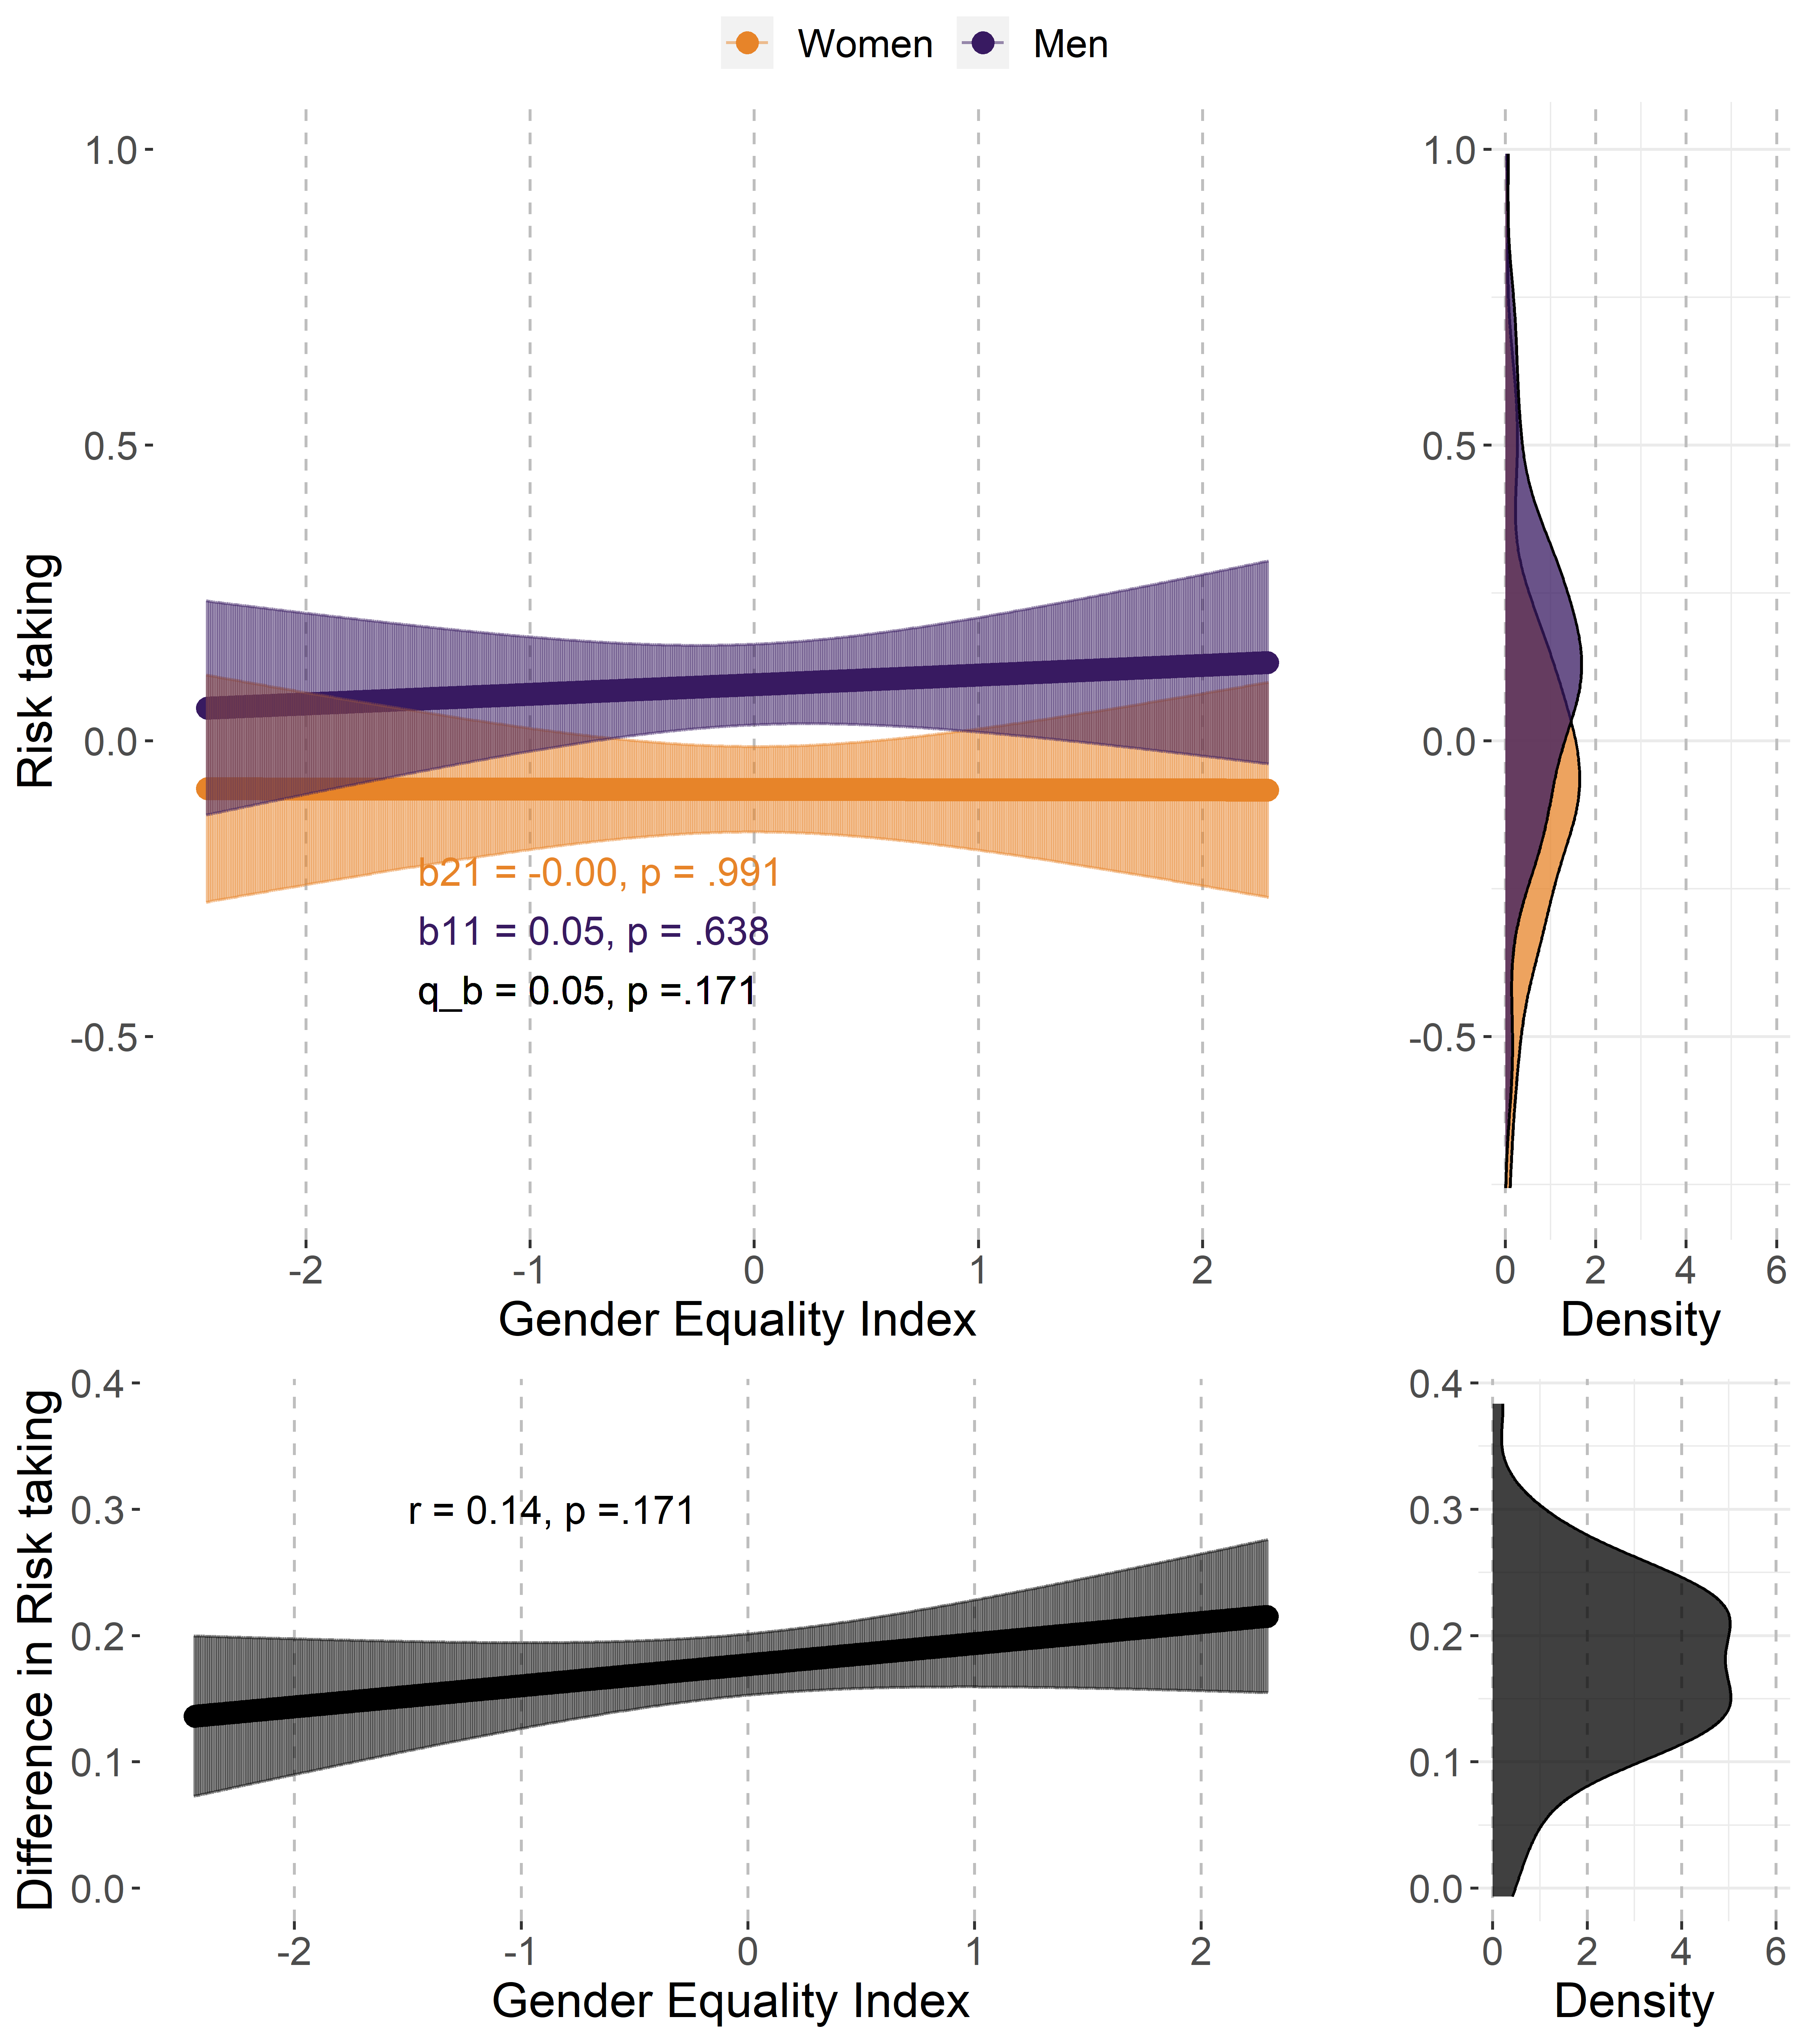 Women Men
1.0
0.5
0.0
-0.5
Risk taking
b21 = -0.00, p = .991
b11 = 0.05, p = .638
q_b = 0.05, p =.171
-2 -1 0 1 2
Gender Equality Index
1.0
0.5
0.0
-0.5
0 2 4 6
Density
0.4
0.3
0.2
0.1
0.0
Difference in Risk taking
r = 0.14, p =.171
-2 -1 0 1 2
Gender Equality Index
0.4
0.3
0.2
0.1
0.0
0 2 4 6
Density